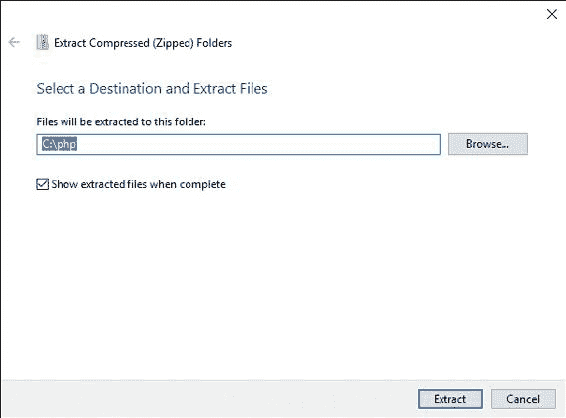 Extract Compressed (Zippec) Folders
Select a Destination and Extract Files
Files will be extracted to this folder:
C:\php
Browse...
Show extracted files when complete
Extract
Cancel